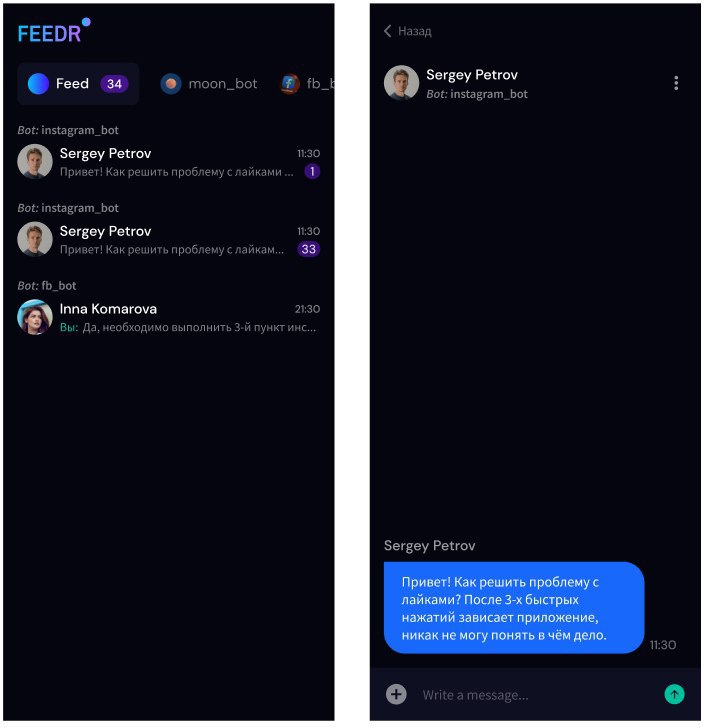 FEEDR
Feed 34 moon_bot fb_b
Bot: instagram_bot
Sergey Petrov 11:30
Привет! Как решить проблему с лайками ... 1
Bot: instagram_bot
Sergey Petrov 11:30
Привет! Как решить проблему с лайкам... 33
Bot: fb_bot
Inna Komarova 21:30
Вы: Да, необходимо выполнить 3-й пункт инс...
Назад
Sergey Petrov
Bot: instagram_bot
Sergey Petrov
Привет! Как решить проблему с
лайками? После 3-х быстрых
нажатий зависает приложение,
никак не могу понять в чём дело.
11:30
Write a message...